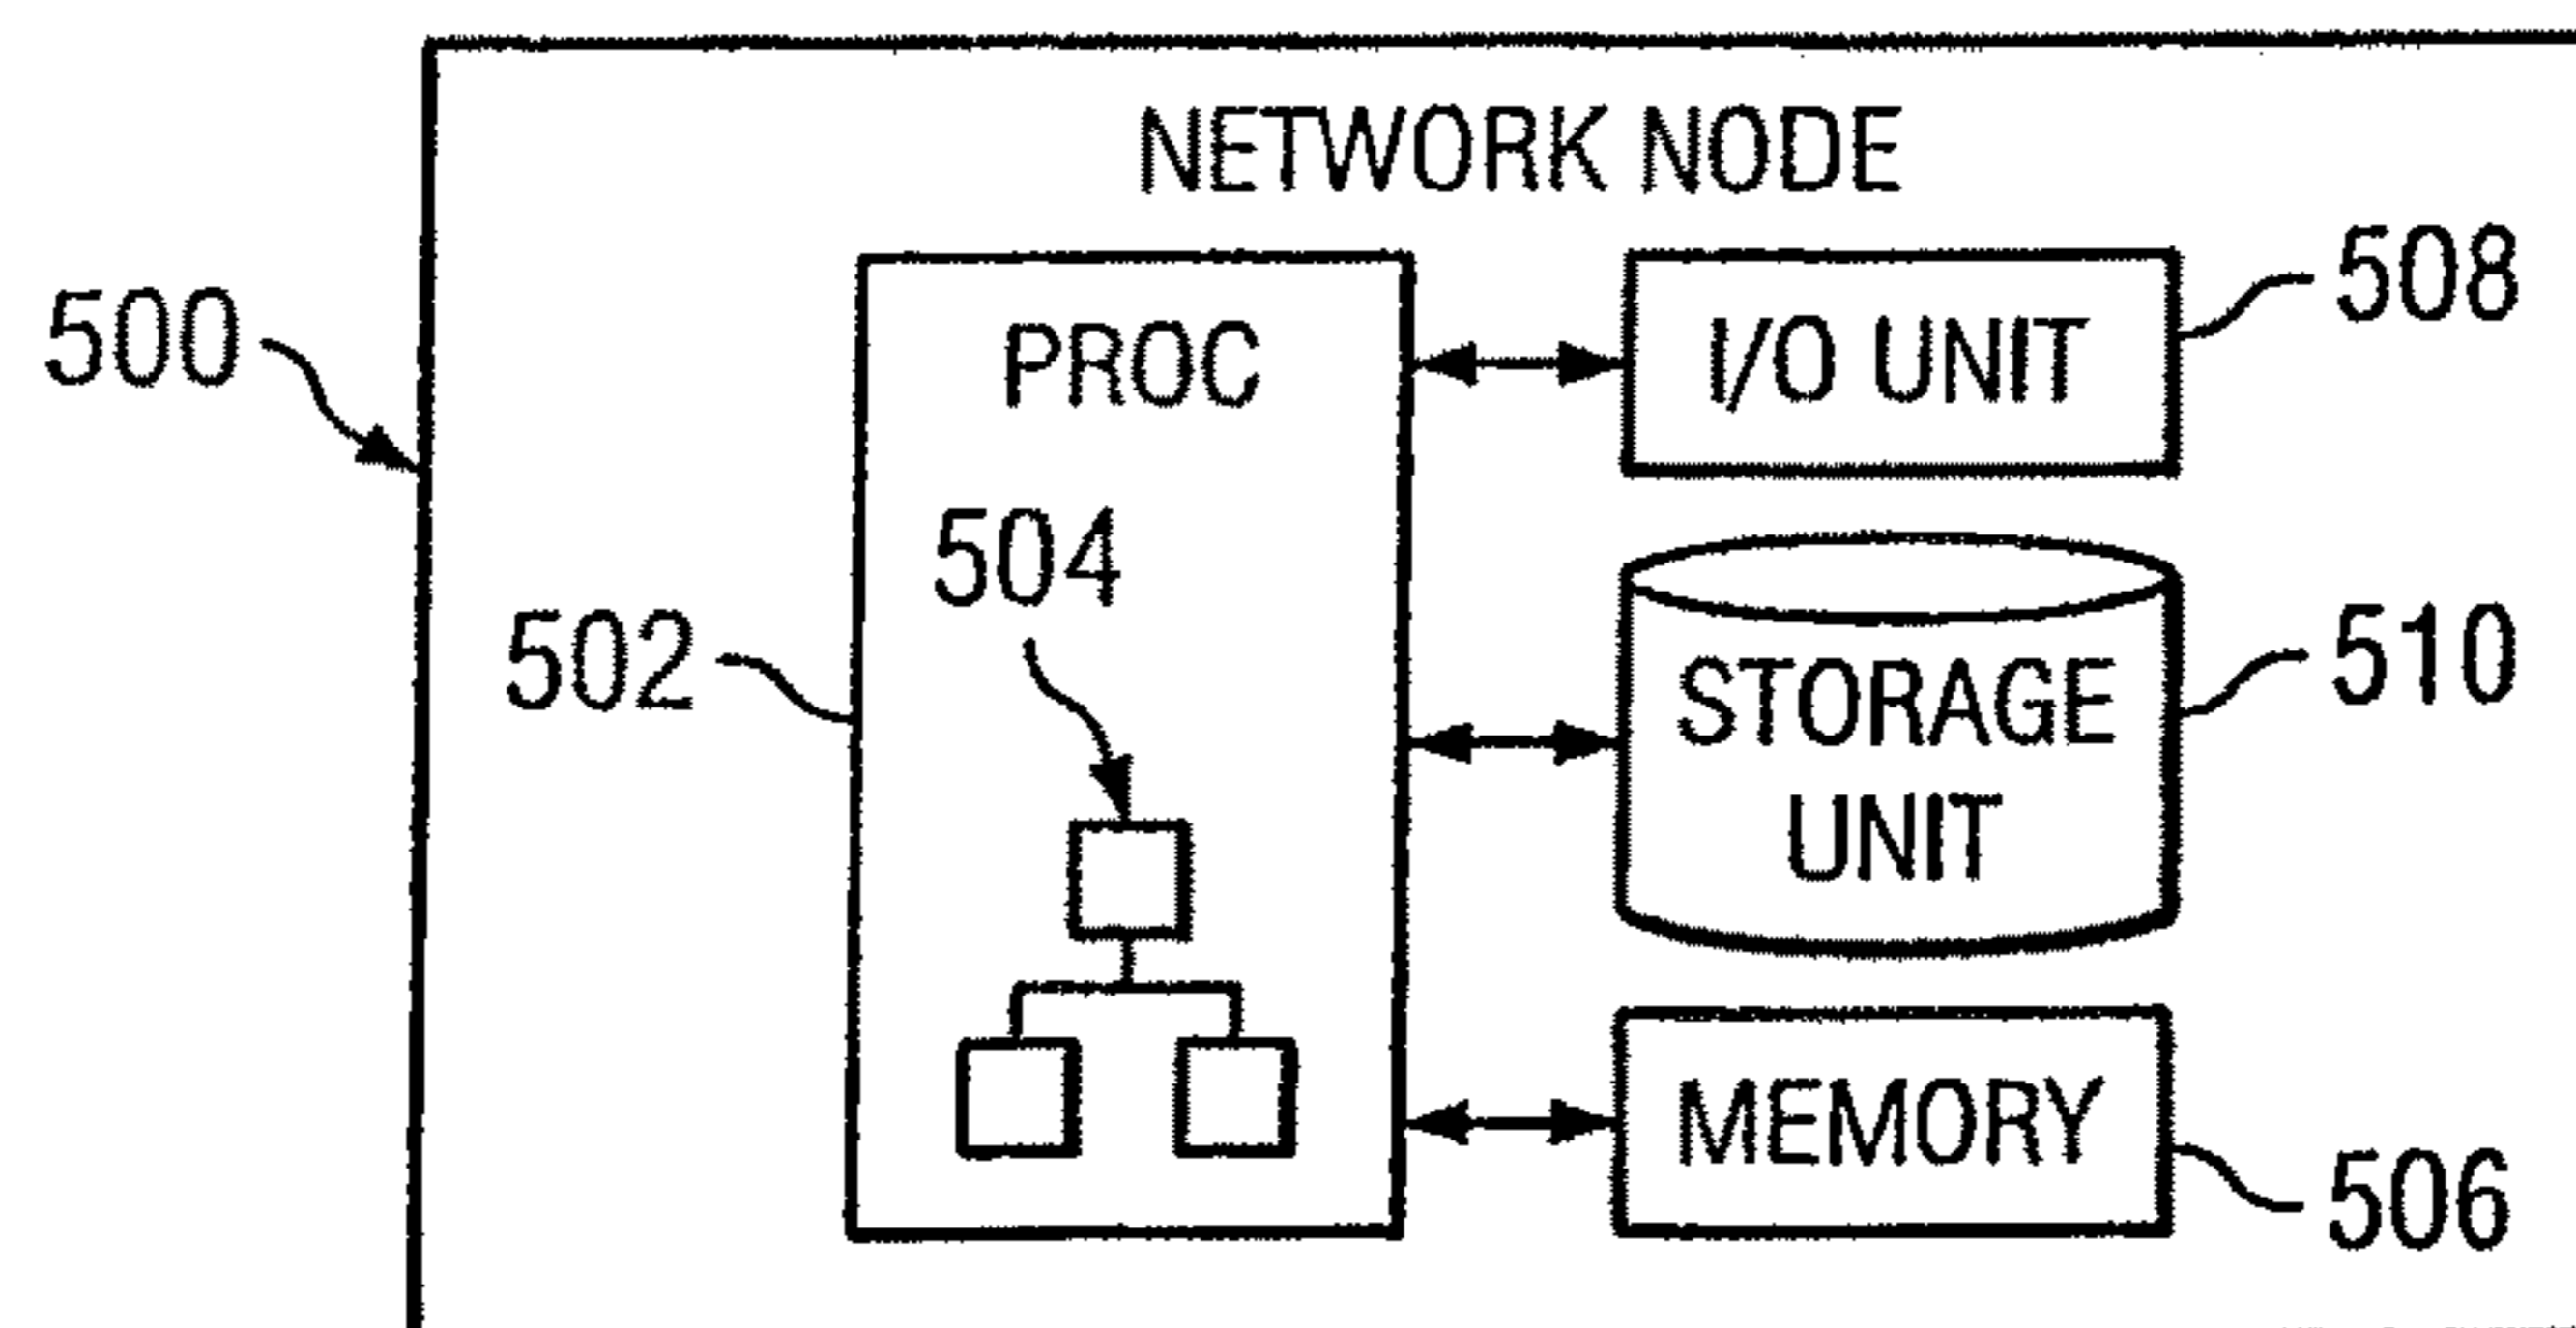 NETWORK NODE
500
PROC
I/O UNIT
508
504
502
STORAGE
UNIT
510
MEMORY
506